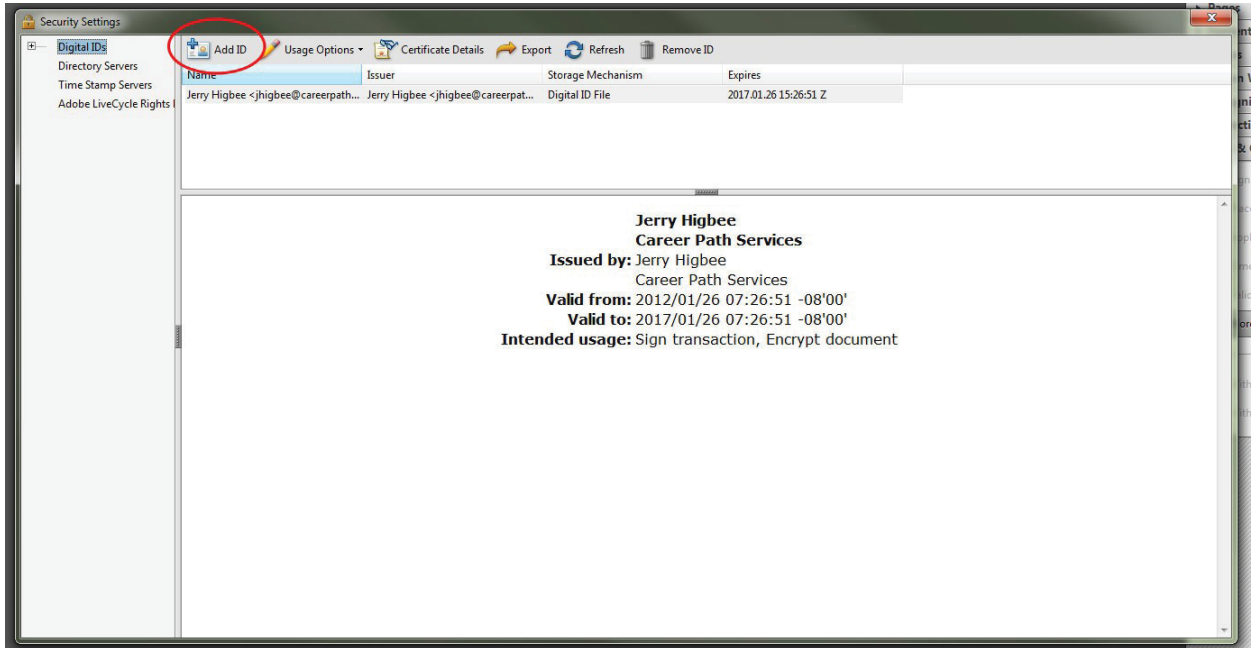 Security Settings
Digital IDs
Directory Servers
Time Stamp Servers
Adobe LiveCycle Rights
Add ID Usage Options Certificate Details Export Refresh Remove ID
Name Issuer Storage Mechanism Expires
Jerry Higbee <jhigbee@careerpath... Jerry Higbee <jhigbee@careerpat... Digital ID File 2017.01.26 15:26:51 Z
Jerry Higbee
Career Path Services
Issued by: Jerry Higbee
Career Path Services
Valid from: 2012/01/26 07:26:51 -08'00'
Valid to: 2017/01/26 07:26:51 -08'00'
Intended usage: Sign transaction, Encrypt document
Pages